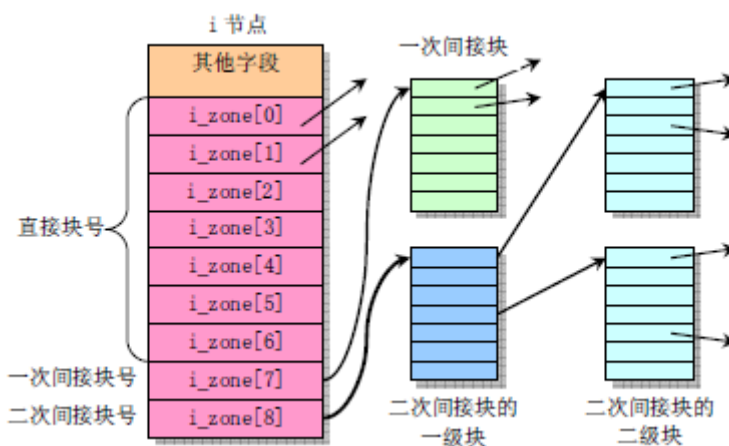 i 节点
其他字段
i_zone[0]
i_zone[1]
i_zone[2]
i_zone[3]
i_zone[4]
i_zone[5]
i_zone[6]
i_zone[7]
i_zone[8]
直接块号
一次间接块号
二次间接块号
一次间接块
二次间接块的
一级块
二次间接块的
二级块